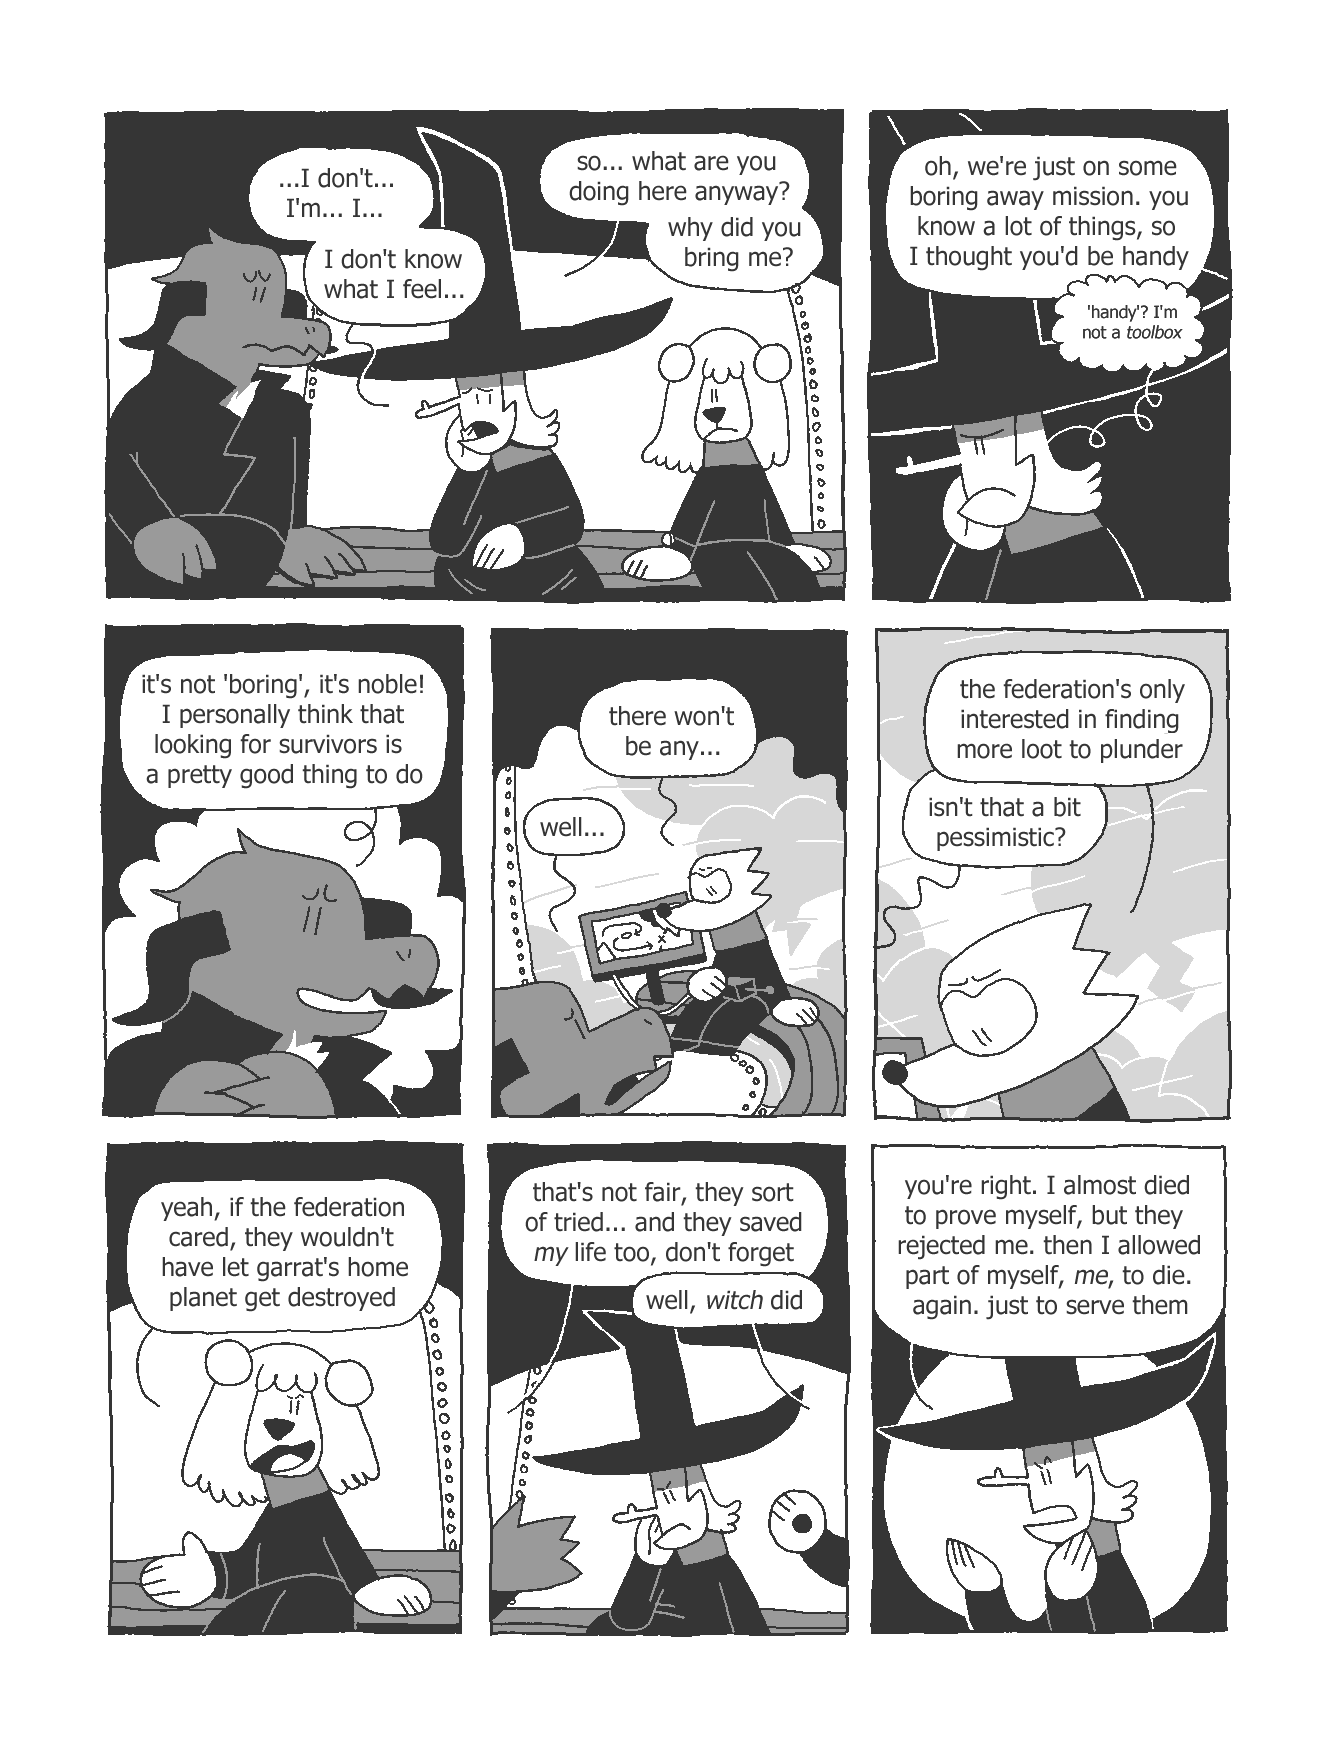 ...I don't...
I'm... I...
I don't know
what I feel...
so... what are you
doing here anyway?
why did you
bring me?
oh, we're just on some
boring away mission. you
know a lot of things, so
I thought you'd be handy
'handy'? I'm
not a toolbox
it's not 'boring', it's noble!
I personally think that
looking for survivors is
a pretty good thing to do
there won't
be any...
well...
the federation's only
interested in finding
more loot to plunder
isn't that a bit
pessimistic?
yeah, if the federation
cared, they wouldn't
have let garrat's home
planet get destroyed
that's not fair, they sort
of tried... and they saved
my life too, don't forget
well, witch did
you're right. I almost died
to prove myself, but they
rejected me. then I allowed
part of myself, me, to die.
again. just to serve them